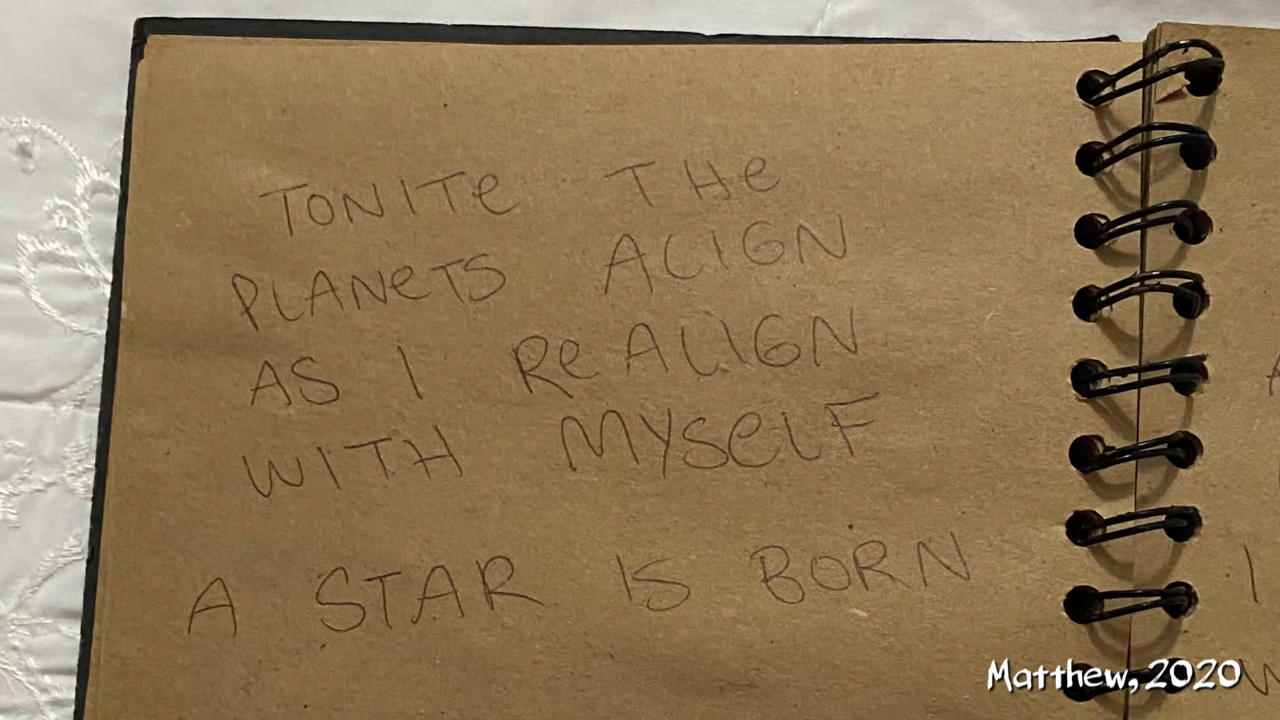 TONITe THe
PLANeTS ALIGN
AS I ReALIGN
WITH MYSeLF
A STAR IS BORN
Matthew, 2020